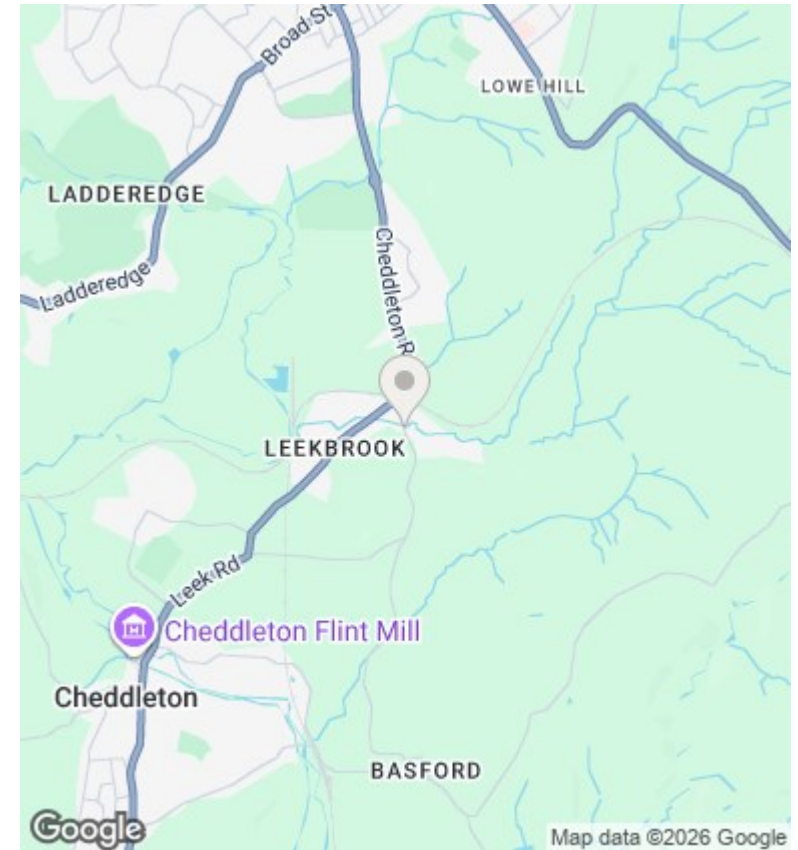 Broad St
LOWE HILL
LADDEREDGE
Cheddleton R
Ladderedge
LEEKBROOK
Leek Rd
Cheddleton Flint Mill
Cheddleton
BASFORD
Google
Map data ©2026 Google